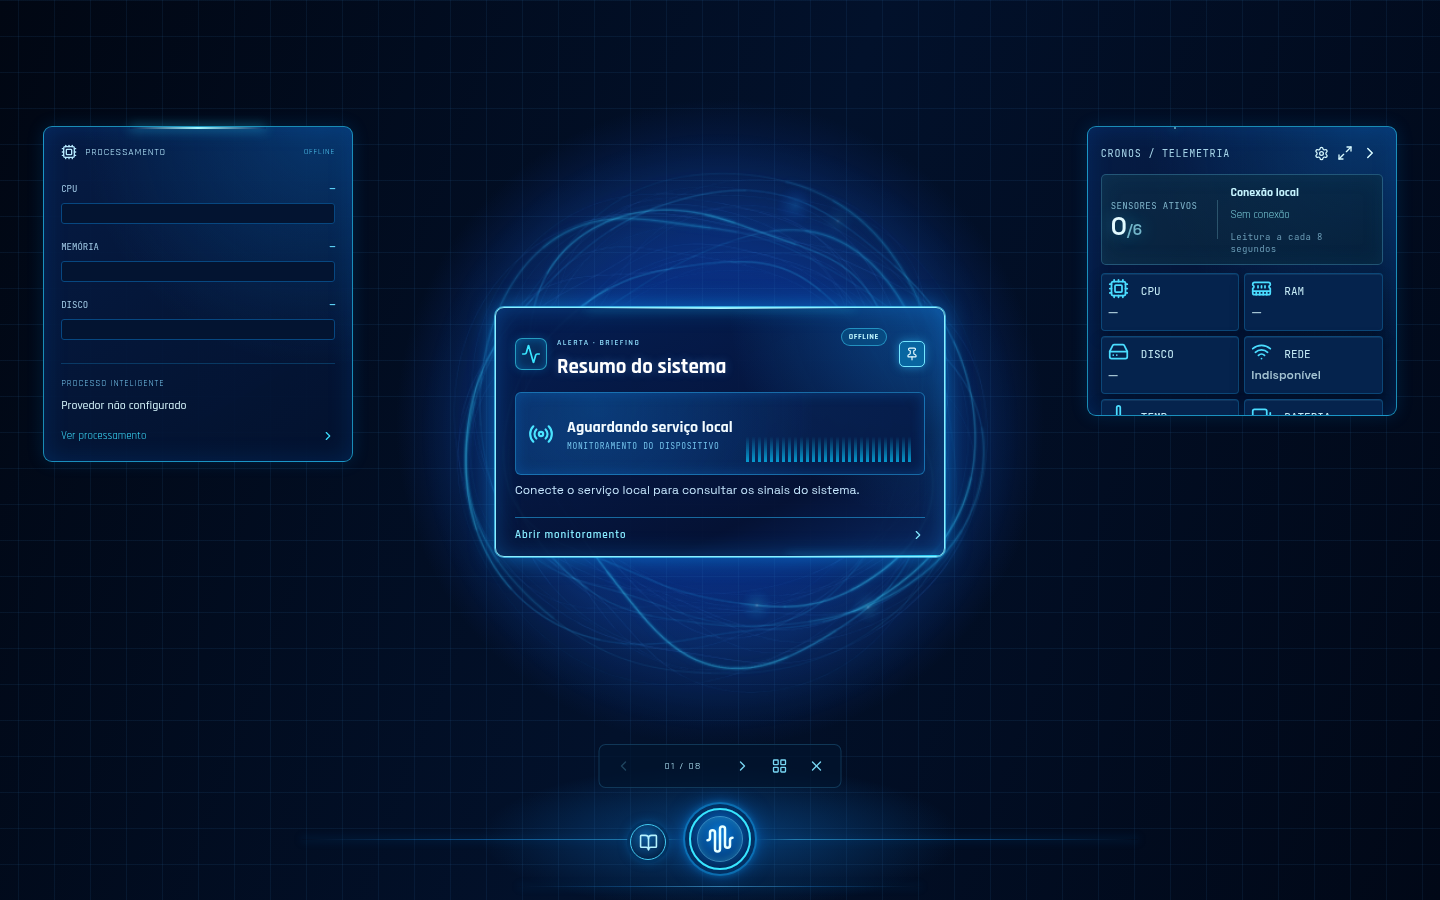 PROCESSAMENTO
OFFLINE
CPU
—
MEMÓRIA
—
DISCO
—
PROCESSO INTELIGENTE
Provedor não configurado
Ver processamento
ALERTA · BRIEFING
Resumo do sistema
OFFLINE
Aguardando serviço local
MONITORAMENTO DO DISPOSITIVO
Conecte o serviço local para consultar os sinais do sistema.
Abrir monitoramento
CRONOS / TELEMETRIA
SENSORES ATIVOS
0/6
Conexão local
Sem conexão
Leitura a cada 8
segundos
CPU
—
RAM
—
DISCO
—
REDE
Indisponível
TEMP
BATERIA
01 / 08